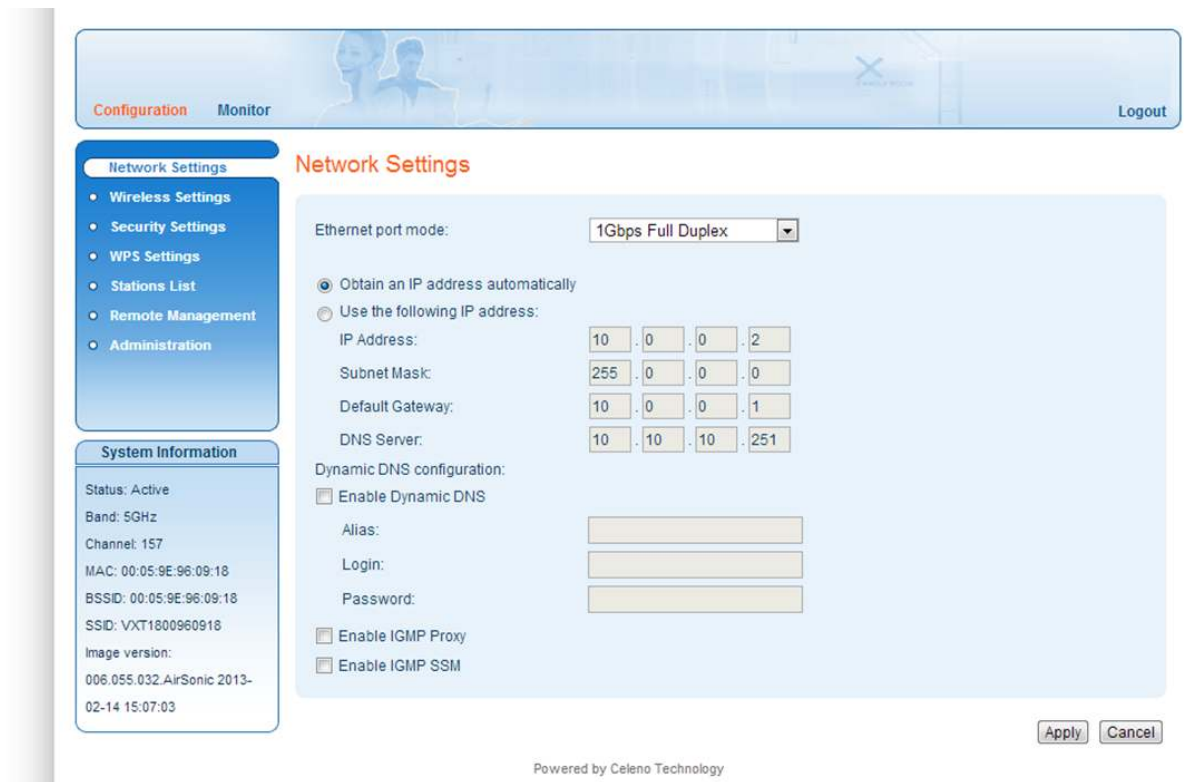 Configuration Monitor
Logout
Network Settings
Wireless Settings
Security Settings
WPS Settings
Stations List
Remote Management
Administration
System Information
Status: Active
Band: 5GHz
Channel: 157
MAC: 00:05:9E:96:09:18
BSSID: 00:05:9E:96:09:18
SSID: VXT1800960918
Image version:
006.055.032.AirSonic 2013-
02-14 15:07:03
Network Settings
Ethernet port mode: 1Gbps Full Duplex
Obtain an IP address automatically
Use the following IP address:
IP Address: 10 . 0 . 0 . 2
Subnet Mask: 255 . 0 . 0 . 0
Default Gateway: 10 . 0 . 0 . 1
DNS Server: 10 . 10 . 10 . 251
Dynamic DNS configuration:
Enable Dynamic DNS
Alias:
Login:
Password:
Enable IGMP Proxy
Enable IGMP SSM
Apply Cancel
Powered by Celeno Technology